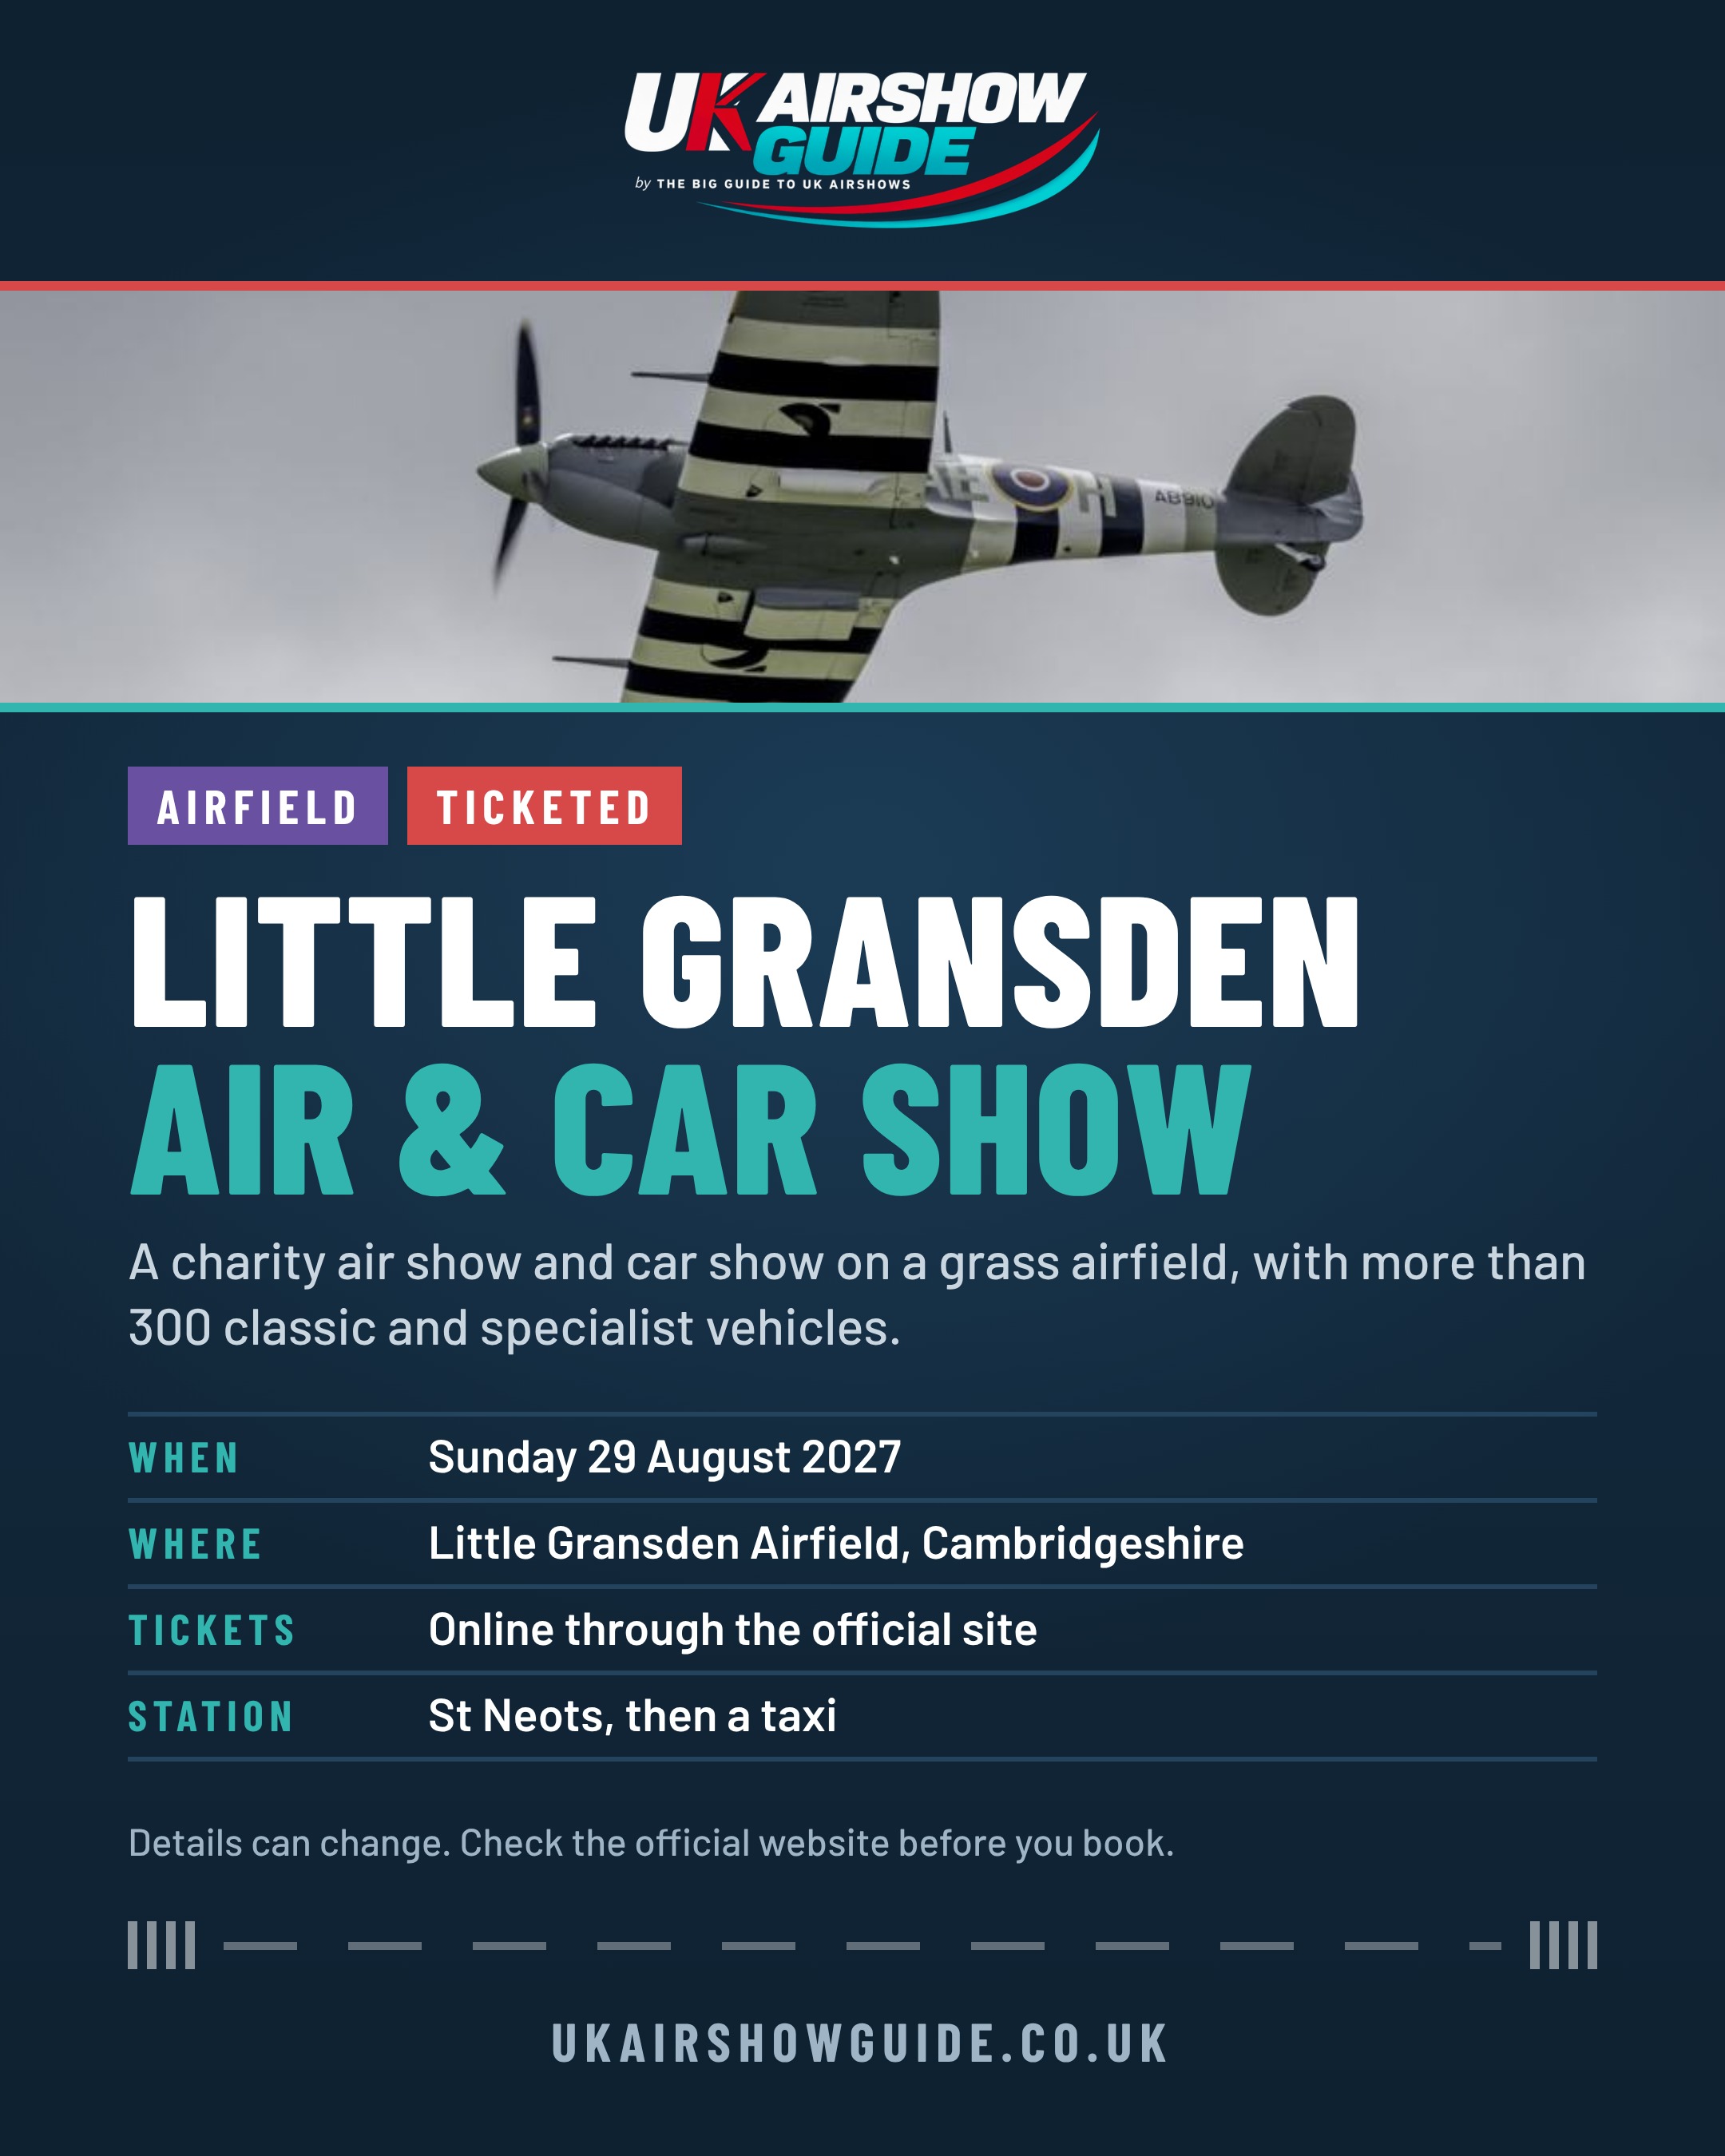 UK AIRSHOW
GUIDE
by THE BIG GUIDE TO UK AIRSHOWS
AB910
AIRFIELD TICKETED
LITTLE GRANSDEN
AIR & CAR SHOW
A charity air show and car show on a grass airfield, with more than
300 classic and specialist vehicles.
WHEN Sunday 29 August 2027
WHERE Little Gransden Airfield, Cambridgeshire
TICKETS Online through the official site
STATION St Neots, then a taxi
Details can change. Check the official website before you book.
UKAIRSHOWGUIDE.CO.UK